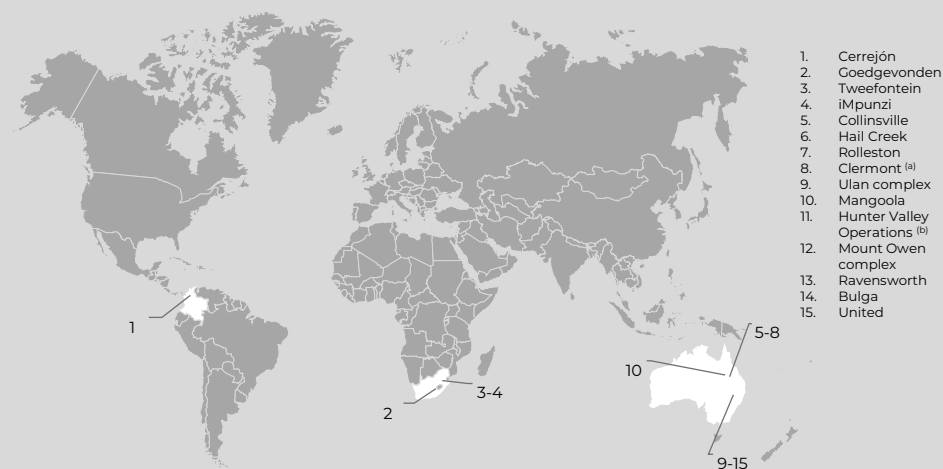 1. Cerrejón
2. Goedgevonden
3. Tweefontein
4. iMpunzi
5. Collinsville
6. Hail Creek
7. Rolleston
8. Clermont (a)
9. Ulan complex
10. Mangoola
11. Hunter Valley
Operations (b)
12. Mount Owen
complex
13. Ravensworth
14. Bulga
15. United
1
2
3-4
10
5-8
9-15